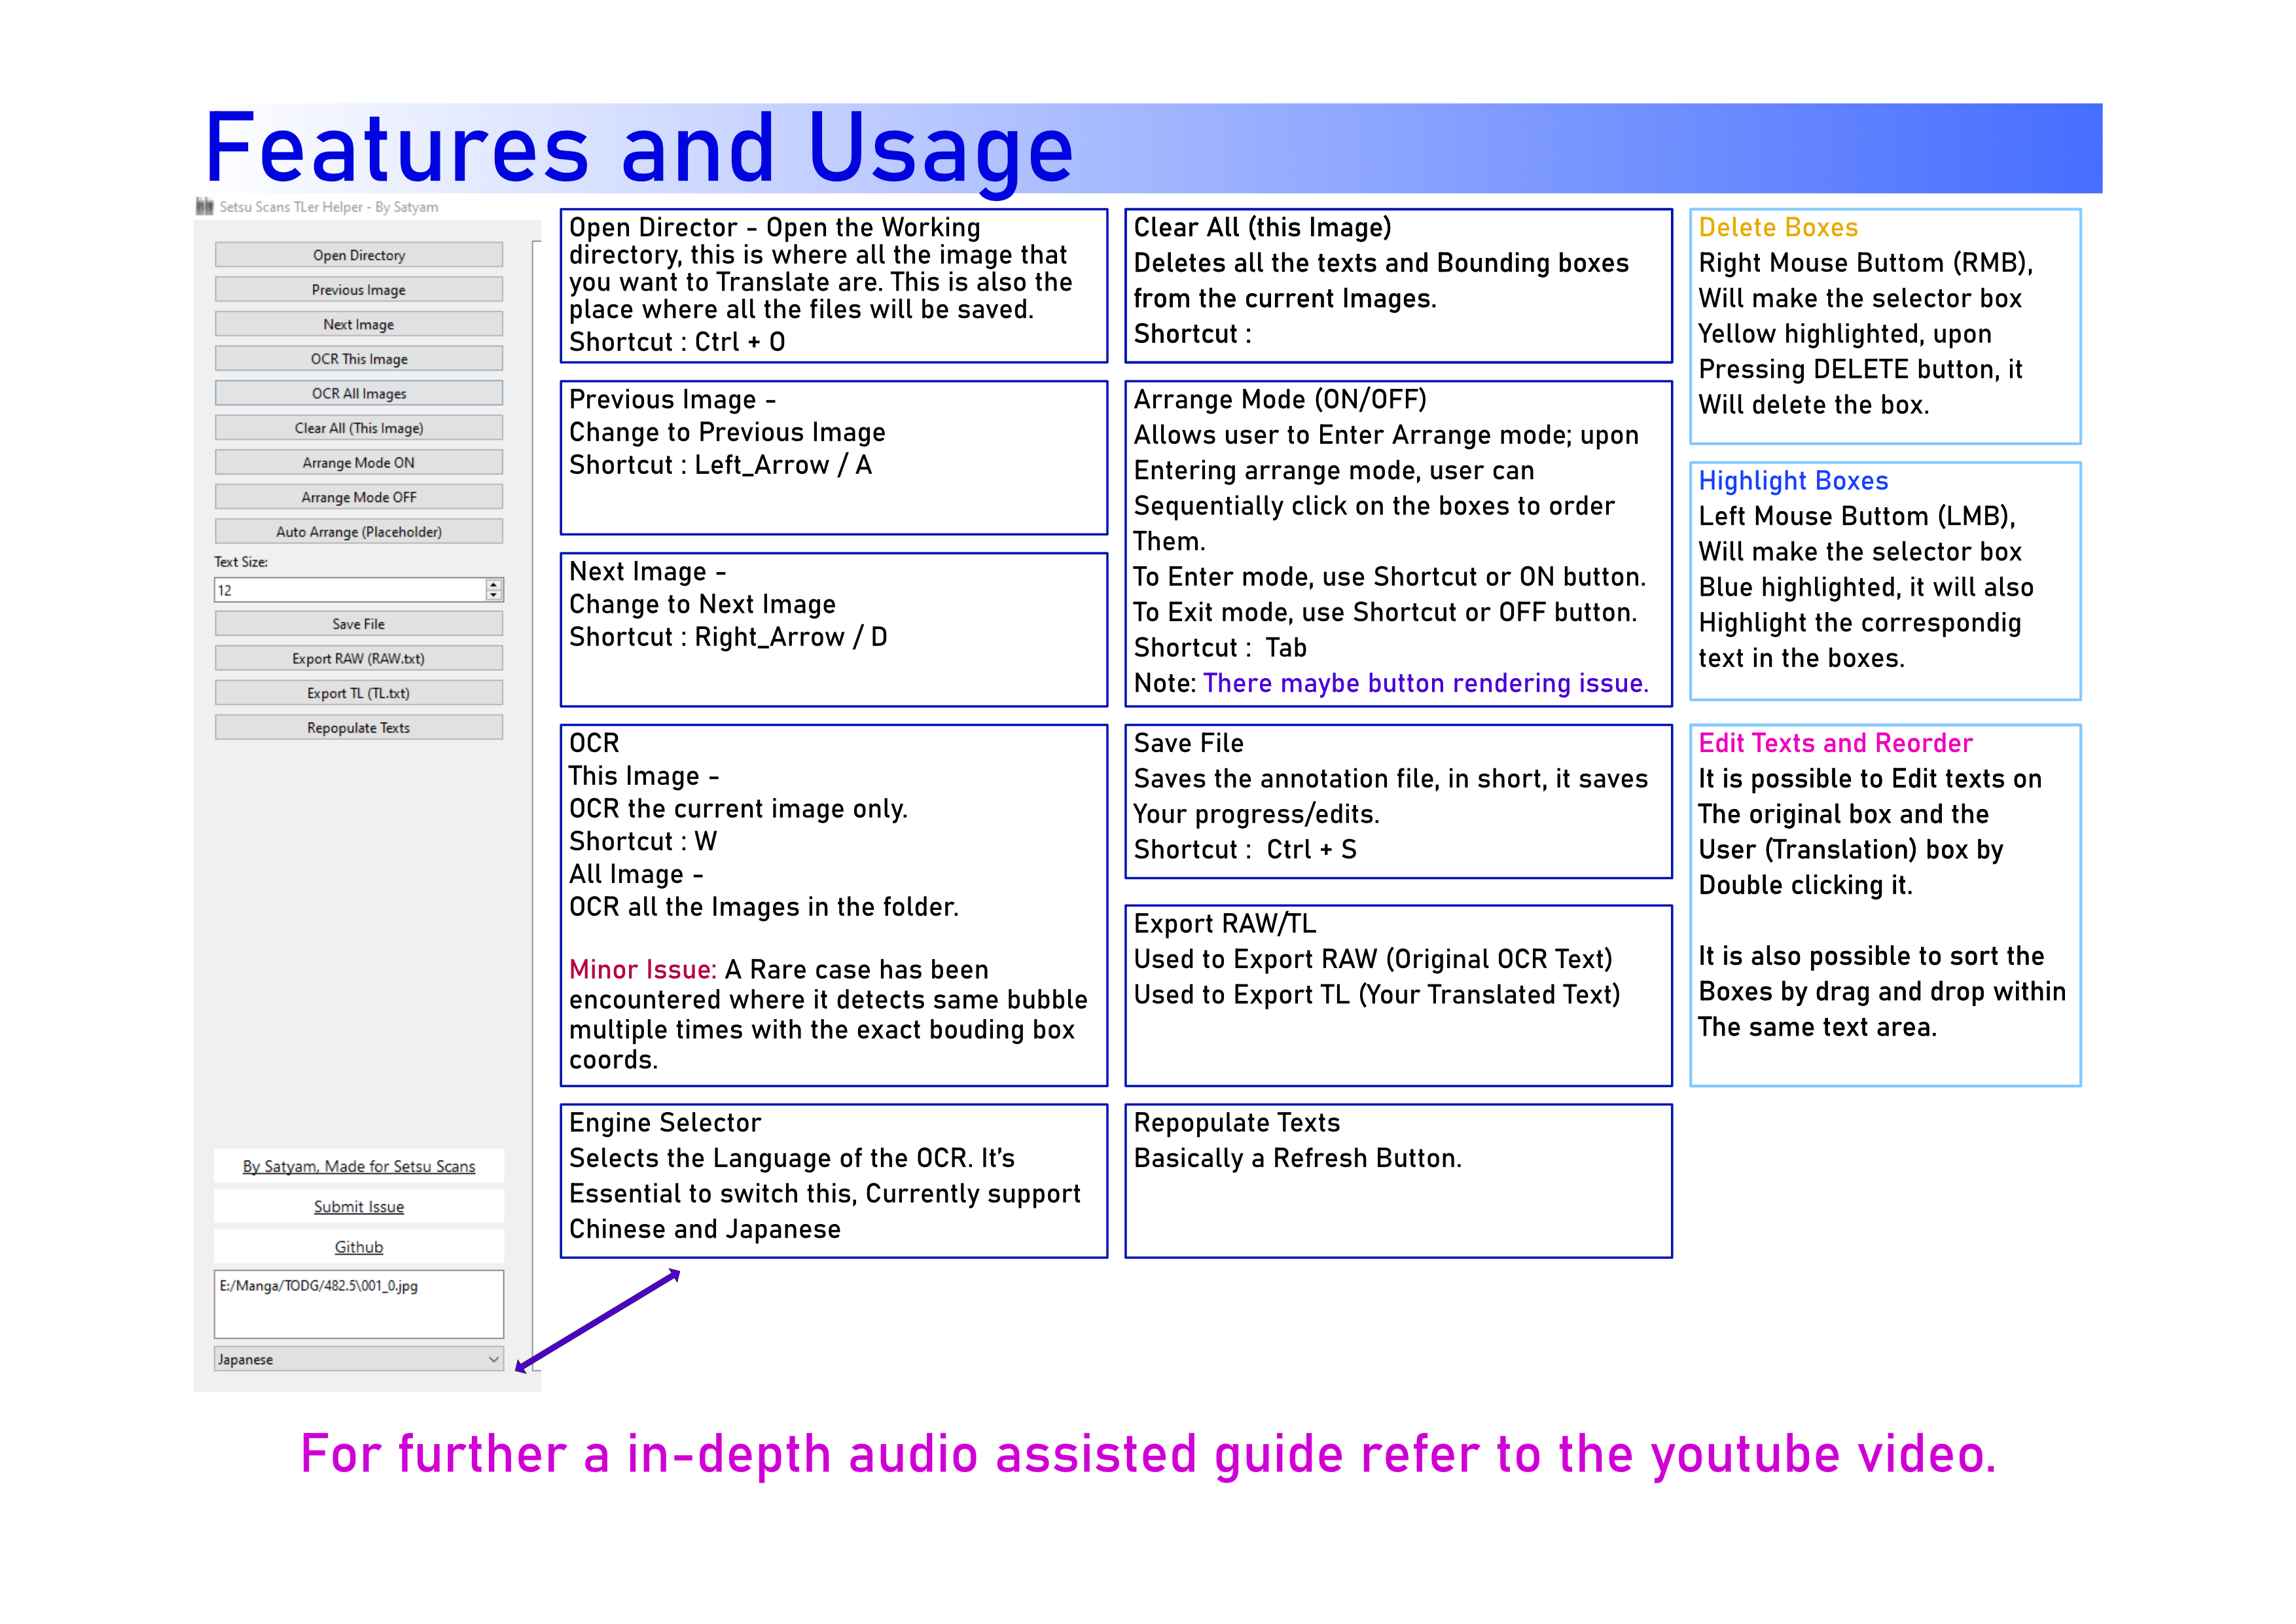 Features and Usage
Setsu Scans TLer Helper - By Satyam
Open Directory
Previous Image
Next Image
OCR This Image
OCR All Images
Clear All (This Image)
Arrange Mode ON
Arrange Mode OFF
Auto Arrange (Placeholder)
Text Size:
12
Save File
Export RAW (RAW.txt)
Export TL (TL.txt)
Repopulate Texts
By Satyam, Made for Setsu Scans
Submit Issue
Github
E:/Manga/TODG/482.5\001_0.jpg
Japanese
Open Director - Open the Working
directory, this is where all the image that
you want to Translate are. This is also the
place where all the files will be saved.
Shortcut : Ctrl + O
Previous Image -
Change to Previous Image
Shortcut : Left_Arrow / A
Next Image -
Change to Next Image
Shortcut : Right_Arrow / D
OCR
This Image -
OCR the current image only.
Shortcut : W
All Image -
OCR all the Images in the folder.
Minor Issue: A Rare case has been
encountered where it detects same bubble
multiple times with the exact bouding box
coords.
Engine Selector
Selects the Language of the OCR. It's
Essential to switch this, Currently support
Chinese and Japanese
Clear All (this Image)
Deletes all the texts and Bounding boxes
from the current Images.
Shortcut :
Arrange Mode (ON/OFF)
Allows user to Enter Arrange mode; upon
Entering arrange mode, user can
Sequentially click on the boxes to order
Them.
To Enter mode, use Shortcut or ON button.
To Exit mode, use Shortcut or OFF button.
Shortcut : Tab
Note: There maybe button rendering issue.
Save File
Saves the annotation file, in short, it saves
Your progress/edits.
Shortcut : Ctrl + S
Export RAW/TL
Used to Export RAW (Original OCR Text)
Used to Export TL (Your Translated Text)
Repopulate Texts
Basically a Refresh Button.
Delete Boxes
Right Mouse Buttom (RMB),
Will make the selector box
Yellow highlighted, upon
Pressing DELETE button, it
Will delete the box.
Highlight Boxes
Left Mouse Buttom (LMB),
Will make the selector box
Blue highlighted, it will also
Highlight the correspondig
text in the boxes.
Edit Texts and Reorder
It is possible to Edit texts on
The original box and the
User (Translation) box by
Double clicking it.
It is also possible to sort the
Boxes by drag and drop within
The same text area.
For further a in-depth audio assisted guide refer to the youtube video.